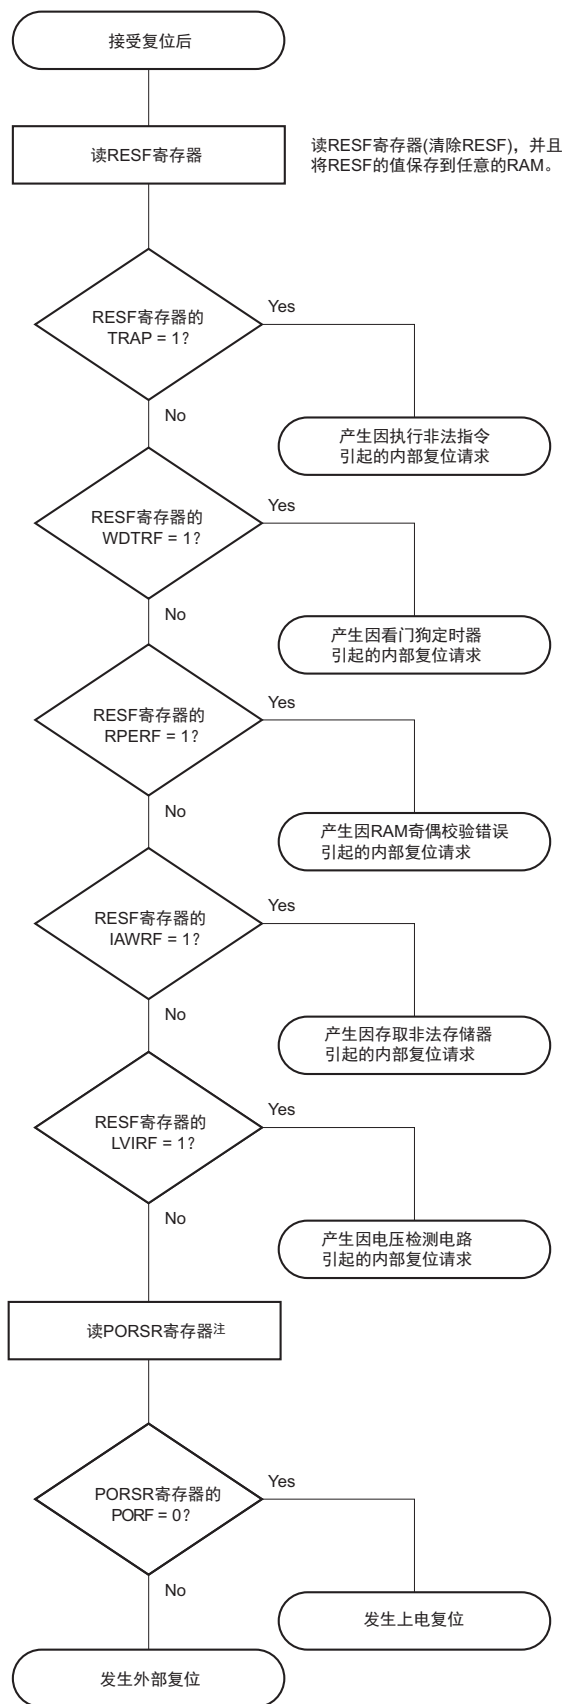 接受复位后
读RESF寄存器
读RESF寄存器(清除RESF)，并且
将RESF的值保存到任意的RAM。
RESF寄存器的
TRAP = 1?
Yes
No
产生因执行非法指令
引起的内部复位请求
RESF寄存器的
WDTRF = 1?
Yes
No
产生因看门狗定时器
引起的内部复位请求
RESF寄存器的
RPERF = 1?
Yes
No
产生因RAM奇偶校验错误
引起的内部复位请求
RESF寄存器的
IAWRF = 1?
Yes
No
产生因存取非法存储器
引起的内部复位请求
RESF寄存器的
LVIRF = 1?
Yes
No
产生因电压检测电路
引起的内部复位请求
读PORSR寄存器注
PORSR寄存器的
PORF = 0?
Yes
No
发生上电复位
发生外部复位